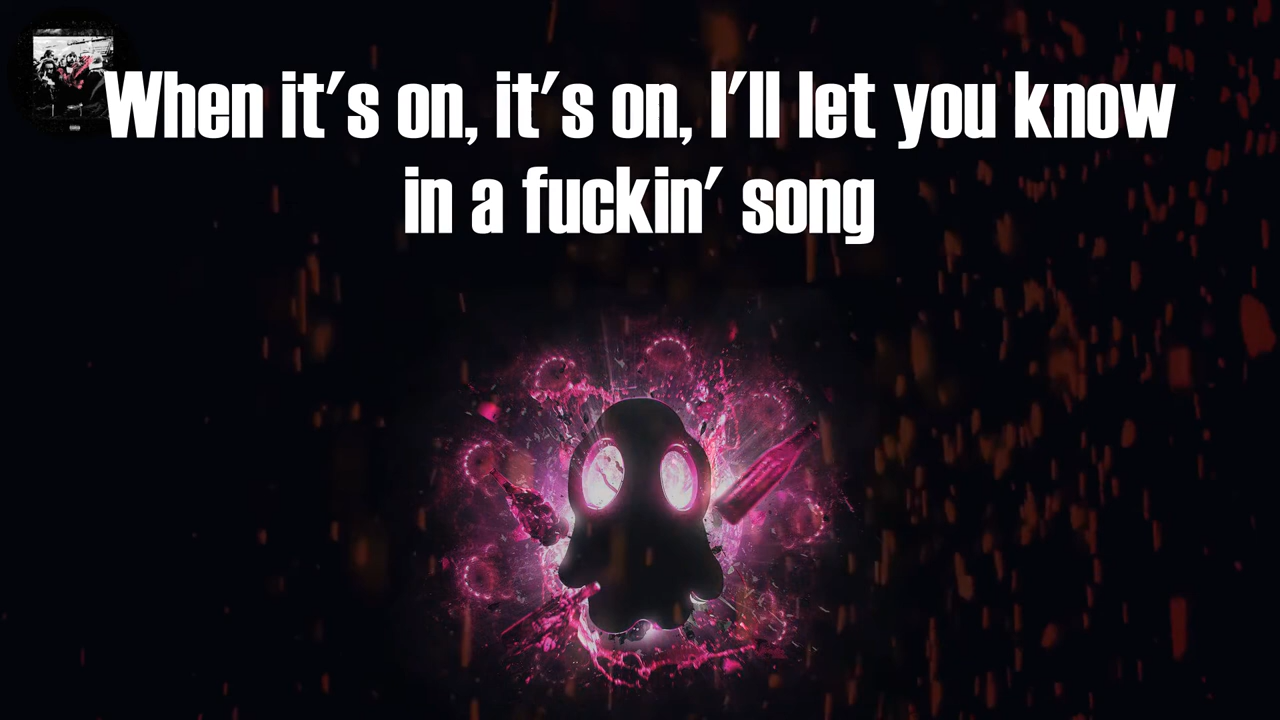 When it's on, it's on, I'll let you know
in a fuckin' song